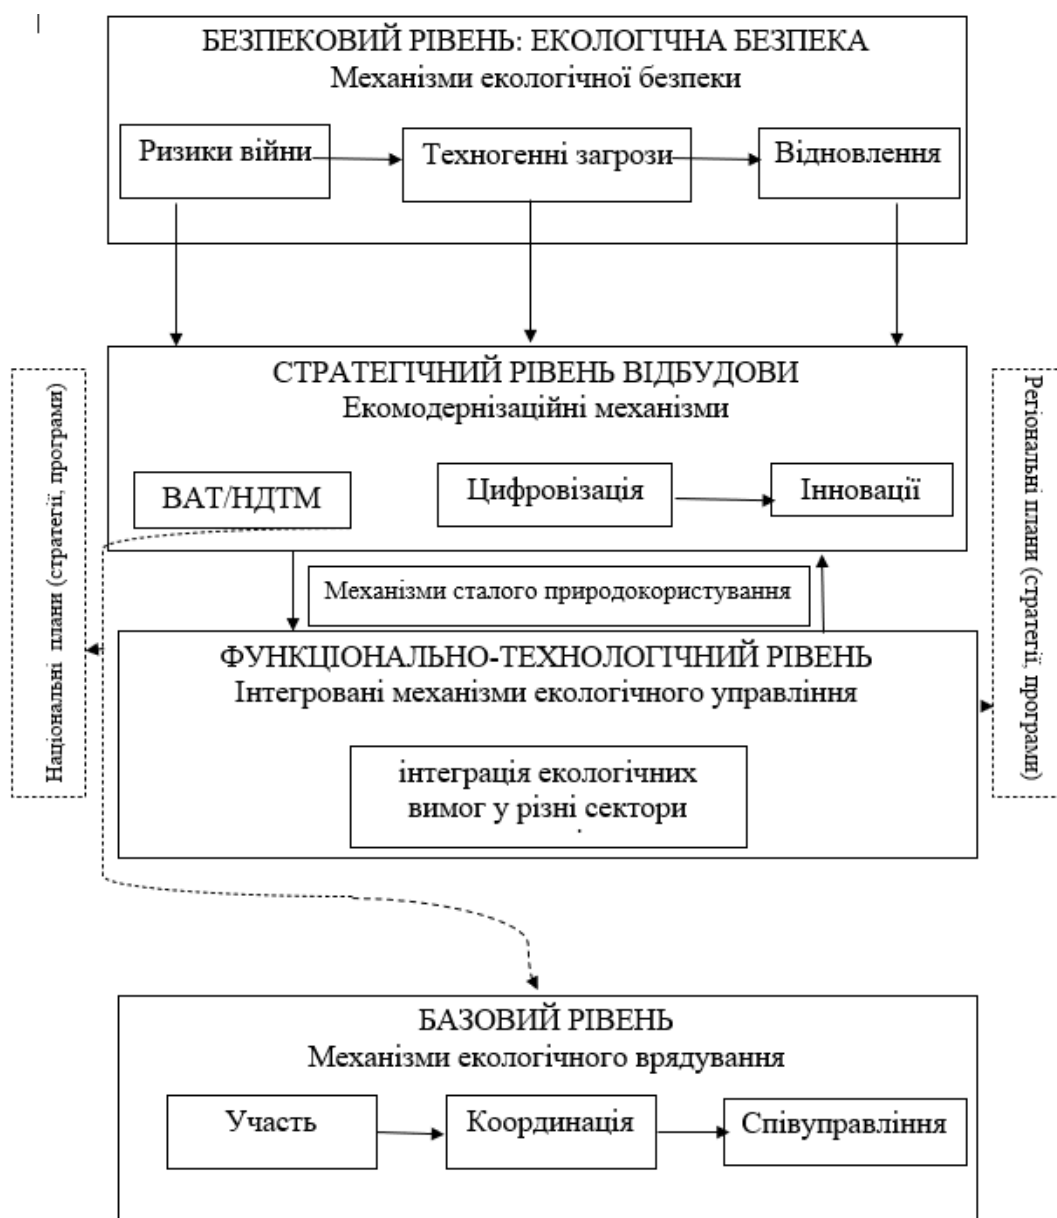 БЕЗПЕКОВИЙ РІВЕНЬ: ЕКОЛОГІЧНА БЕЗПЕКА
Механізми екологічної безпеки
Ризики війни
Техногенні загрози
Відновлення
СТРАТЕГІЧНИЙ РІВЕНЬ ВІДБУДОВИ
Екомодернізаційні механізми
ВАТ/НДТМ
Цифровізація
Інновації
Національні плани (стратегії, програми)
Регіональні плани (стратегії, програми)
Механізми сталого природокористування
ФУНКЦІОНАЛЬНО-ТЕХНОЛОГІЧНИЙ РІВЕНЬ
Інтегровані механізми екологічного управління
інтеграція екологічних
вимог у різні сектори
.
БАЗОВИЙ РІВЕНЬ
Механізми екологічного врядування
Участь
Координація
Співуправління